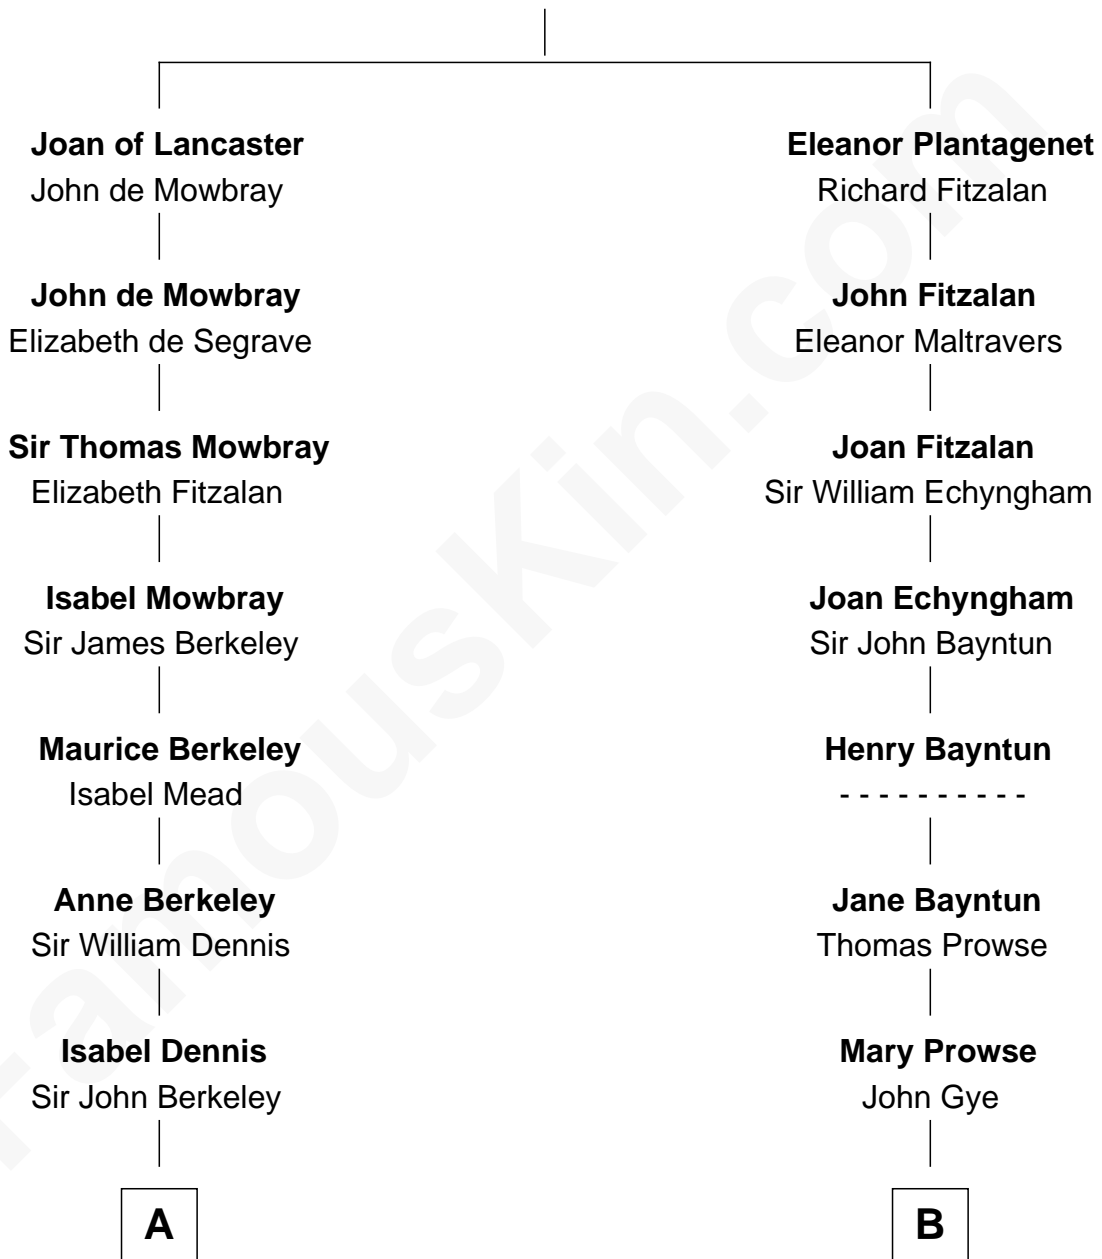 Joan of Lancaster
John de Mowbray
John de Mowbray
Elizabeth de Segrave
Sir Thomas Mowbray
Elizabeth Fitzalan
Isabel Mowbray
Sir James Berkeley
Maurice Berkeley
Isabel Mead
Anne Berkeley
Sir William Dennis
Isabel Dennis
Sir John Berkeley
A
Eleanor Plantagenet
Richard Fitzalan
John Fitzalan
Eleanor Maltravers
Joan Fitzalan
Sir William Echyngham
Joan Echyngham
Sir John Bayntun
Henry Bayntun
- - - - - - - - - -
Jane Bayntun
Thomas Prowse
Mary Prowse
John Gye
B
FamousKin.com